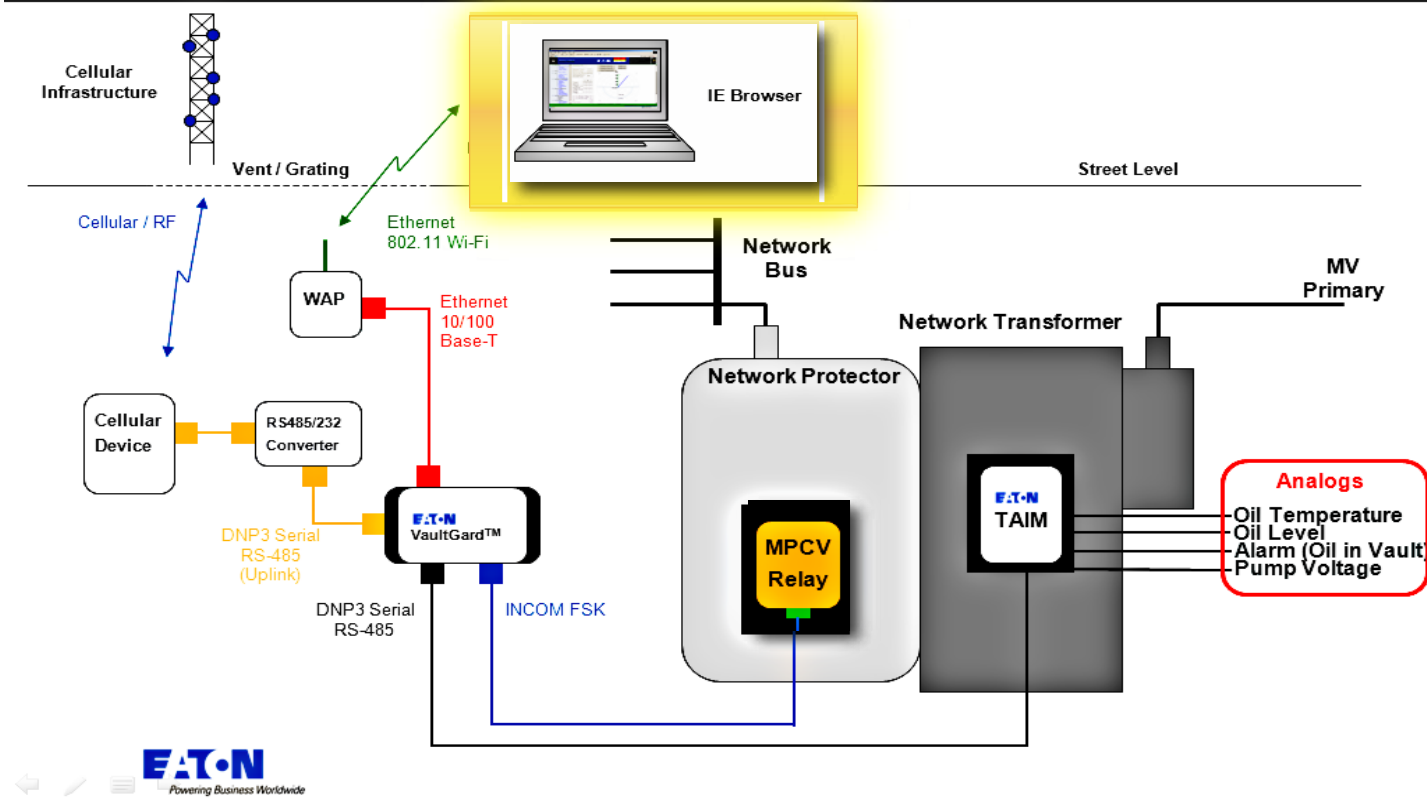 Cellular
Infrastructure
IE Browser
Vent / Grating
Street Level
Cellular / RF
Ethernet
802.11 Wi-Fi
Network
Bus
MV
Primary
WAP
Ethernet
10/100
Base-T
Network Transformer
Network Protector
Cellular
Device
RS485/232
Converter
Analogs
EATON
TAIM
Oil Temperature
Oil Level
Alarm (Oil in Vault)
Pump Voltage
EATON
VaultGard™
DNP3 Serial
RS-485
(Uplink)
MPCV
Relay
DNP3 Serial
RS-485
INCOM FSK
EATON
Powering Business Worldwide